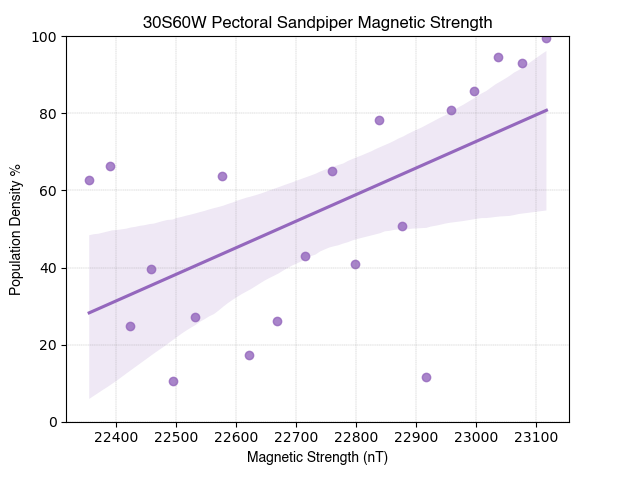 30S60W Pectoral Sandpiper Magnetic Strength
100
80
60
40
20
0
Population Density %
22400 22500 22600 22700 22800 22900 23000 23100
Magnetic Strength (nT)